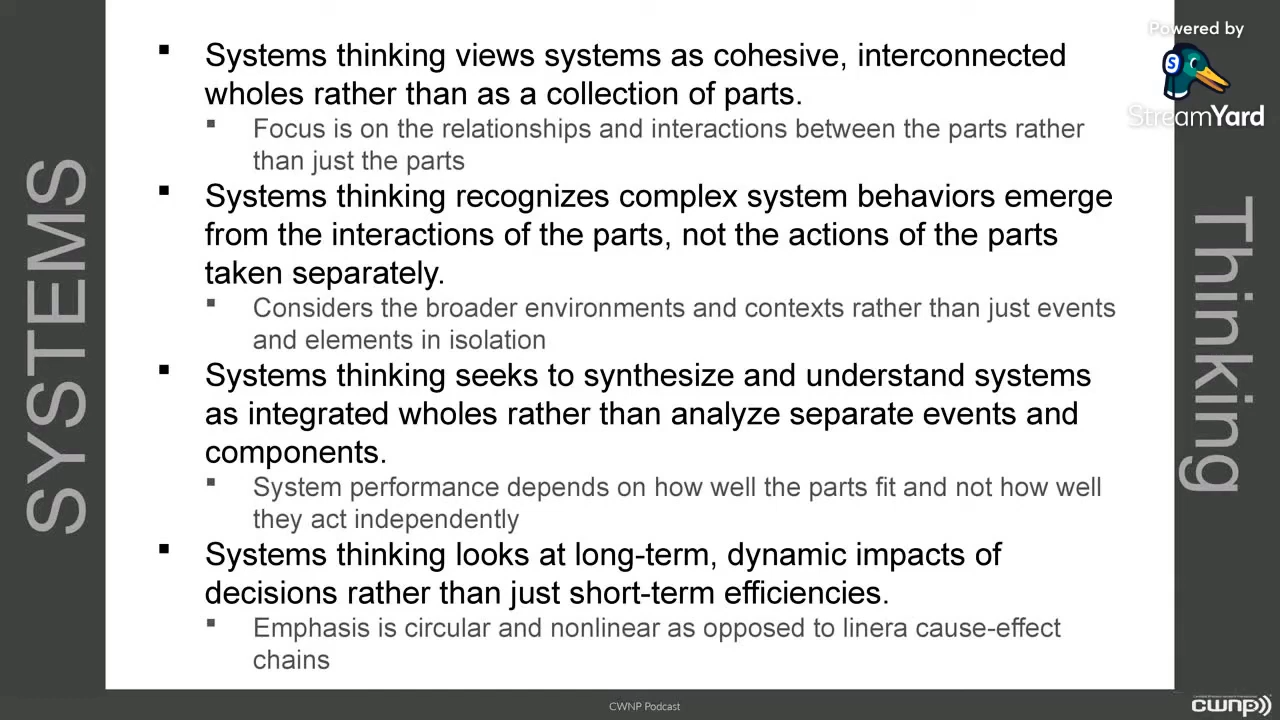 Powered by
StreamYard
SYSTEMS
Thinking
Systems thinking views systems as cohesive, interconnected
wholes rather than as a collection of parts.
Focus is on the relationships and interactions between the parts rather
than just the parts
Systems thinking recognizes complex system behaviors emerge
from the interactions of the parts, not the actions of the parts
taken separately.
Considers the broader environments and contexts rather than just events
and elements in isolation
Systems thinking seeks to synthesize and understand systems
as integrated wholes rather than analyze separate events and
components.
System performance depends on how well the parts fit and not how well
they act independently
Systems thinking looks at long-term, dynamic impacts of
decisions rather than just short-term efficiencies.
Emphasis is circular and nonlinear as opposed to linera cause-effect
chains
CWNP Podcast
cwnp